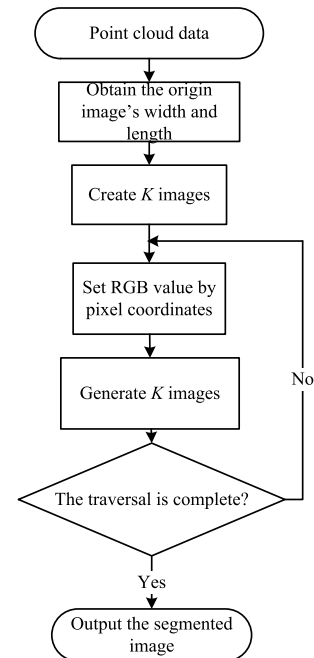 Point cloud data
Obtain the origin
image's width and
length
Create K images
Set RGB value by
pixel coordinates
Generate K images
No
The traversal is complete?
Yes
Output the segmented
image